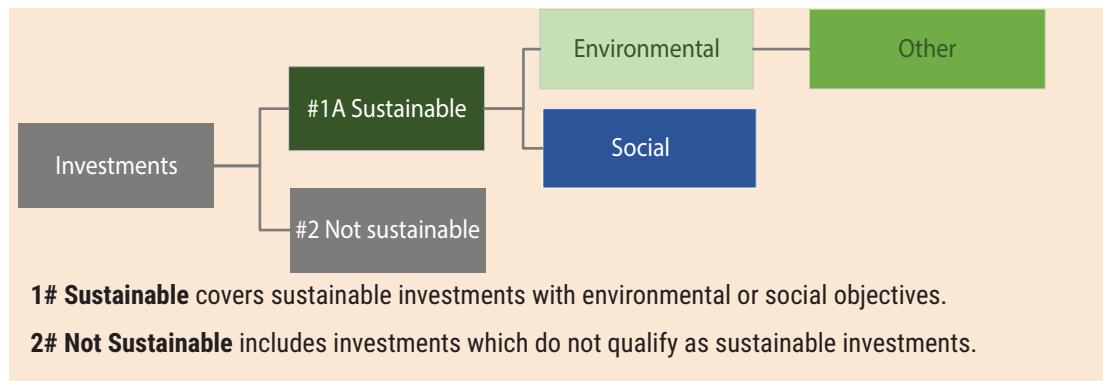 Environmental
Other
#1A Sustainable
Social
Investments
#2 Not sustainable
1# Sustainable covers sustainable investments with environmental or social objectives.
2# Not Sustainable includes investments which do not qualify as sustainable investments.